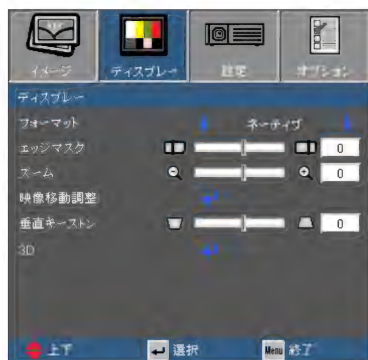 イメージ ディスプレー 設定 オプション
ディスプレー
フォーマット ネーティブ
エッジマスク 0
ズーム 0
映像移動調整
垂直キーストン 0
3D
上下 選択 Menu 終了